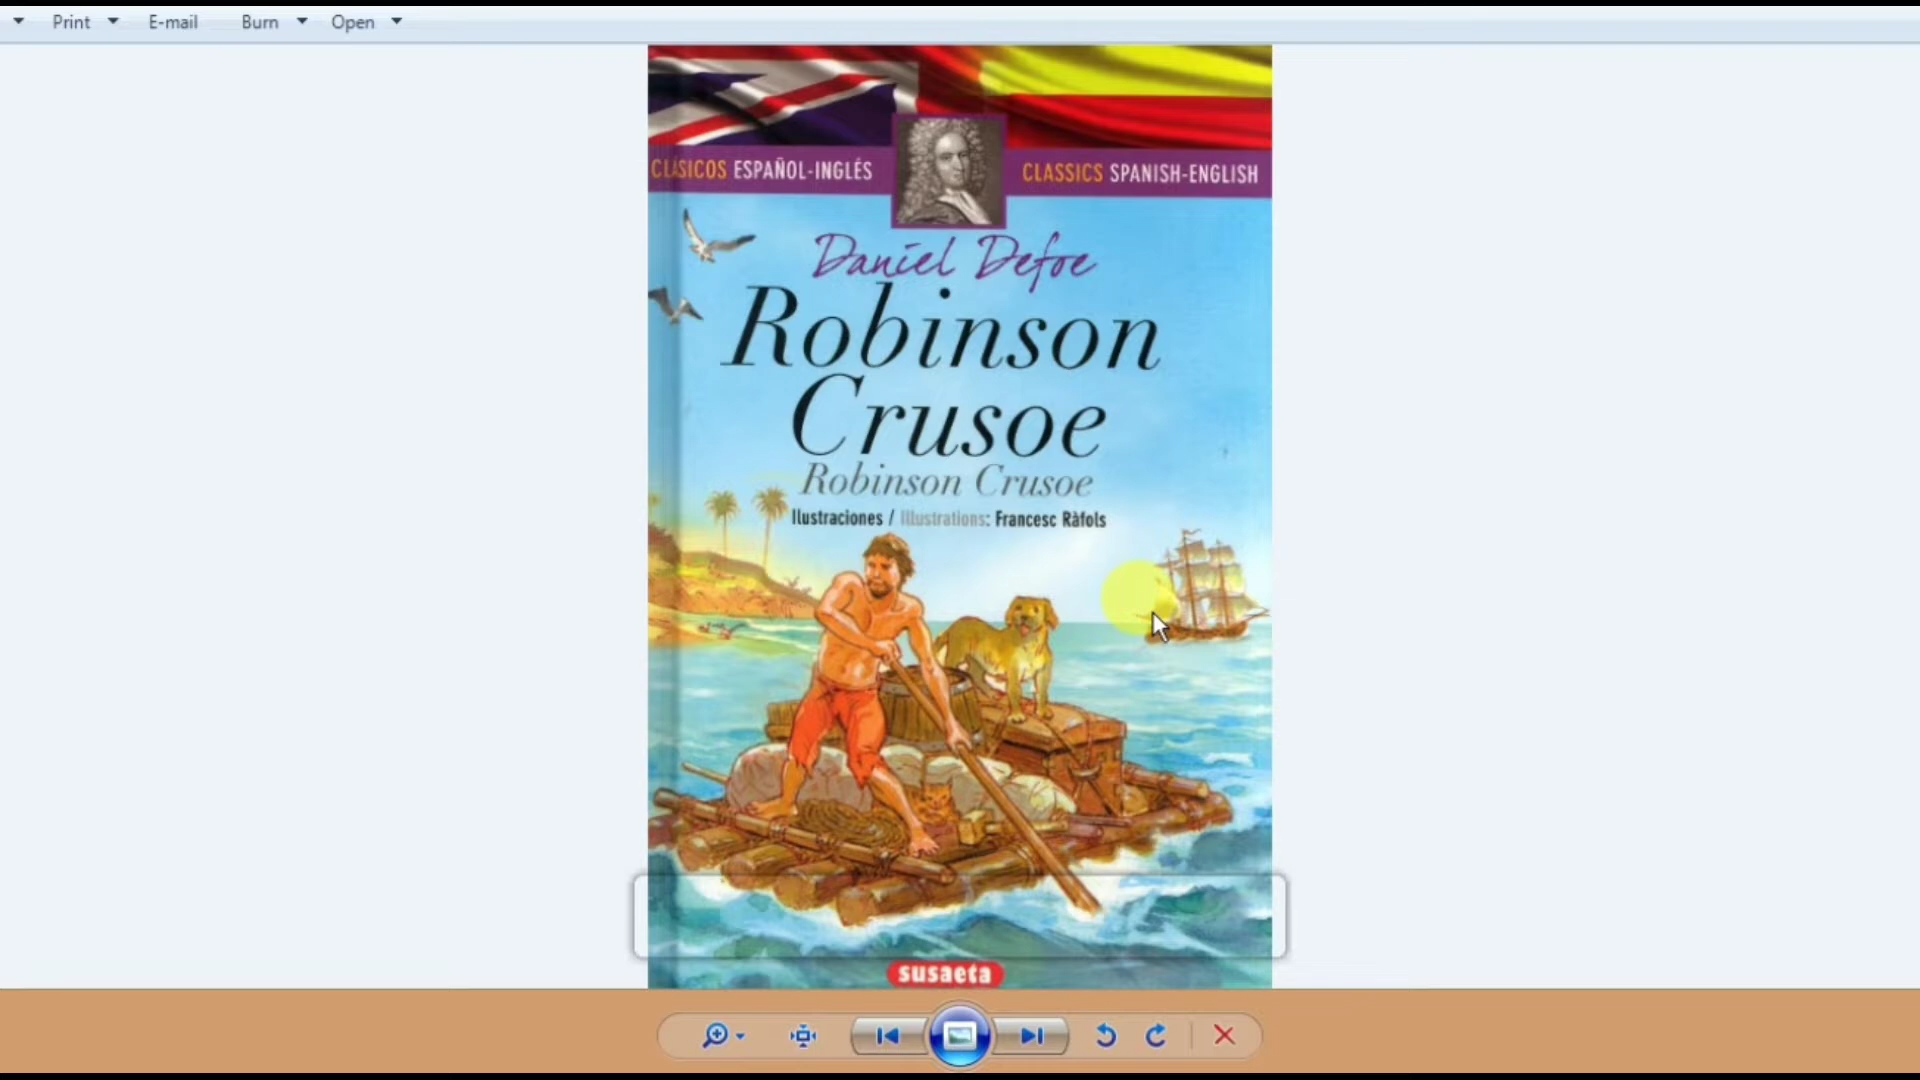 Print E-mail Burn Open
CLÁSICOS ESPAÑOL-INGLÉS
CLASSICS SPANISH-ENGLISH
Daniel Defoe
Robinson
Crusoe
Robinson Crusoe
Ilustraciones / Illustrations: Francesc Ràfols
susaeta